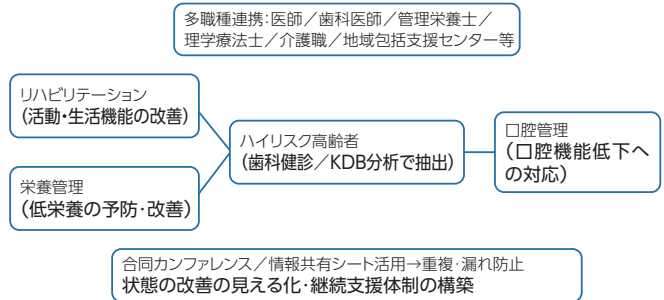 多職種連携：医師／歯科医師／管理栄養士／
理学療法士／介護職／地域包括支援センター等
リハビリテーション
（活動・生活機能の改善）
ハイリスク高齢者
（歯科健診／KDB分析で抽出）
口腔管理
（口腔機能低下へ
の対応）
栄養管理
（低栄養の予防・改善）
合同カンファレンス／情報共有シート活用→重複・漏れ防止
状態の改善の見える化・継続支援体制の構築